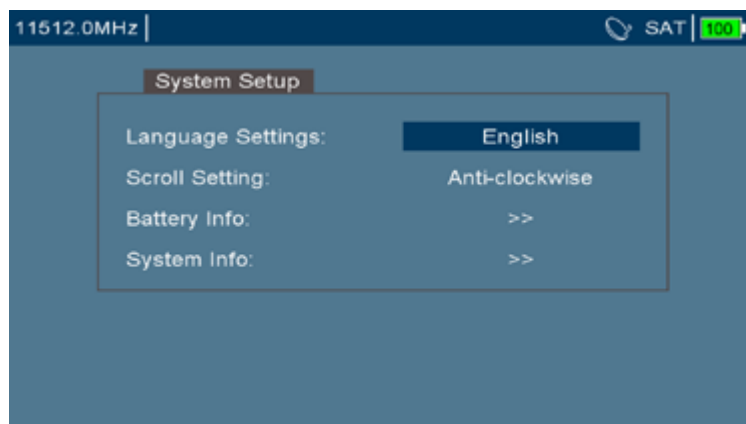 11512.0MHz SAT 100
System Setup
Language Settings: English
Scroll Setting: Anti-clockwise
Battery Info: >>
System Info: >>